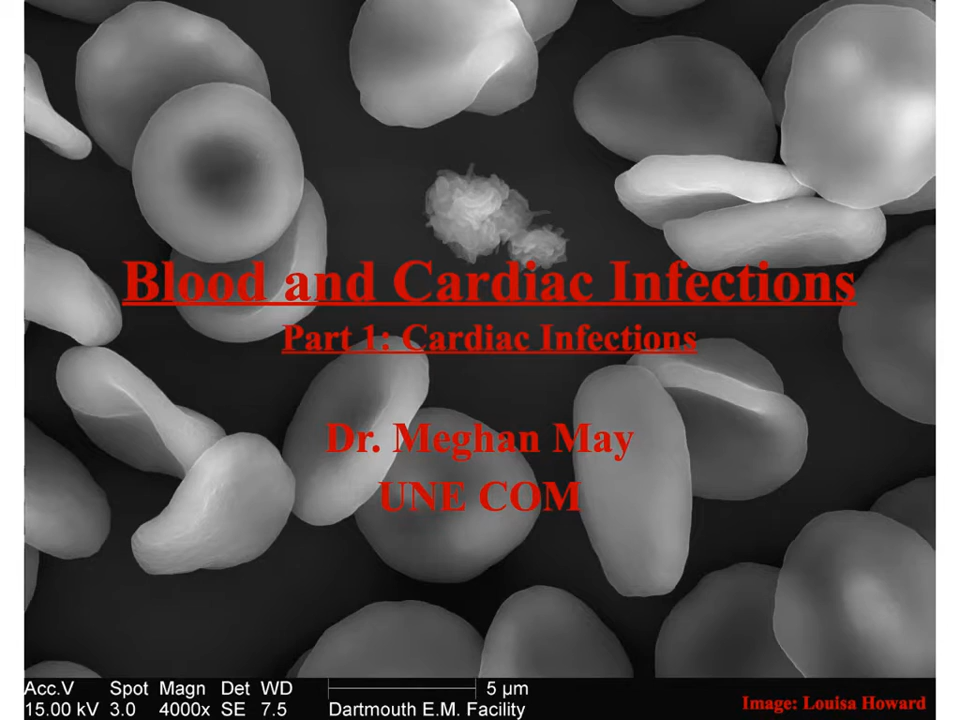 Blood and Cardiac Infections
Part 1: Cardiac Infections
Dr. Meghan May
UNE COM
Acc.V Spot Magn Det WD 5 µm
15.00 kV 3.0 4000x SE 7.5 Dartmouth E.M. Facility
Image: Louisa Howard